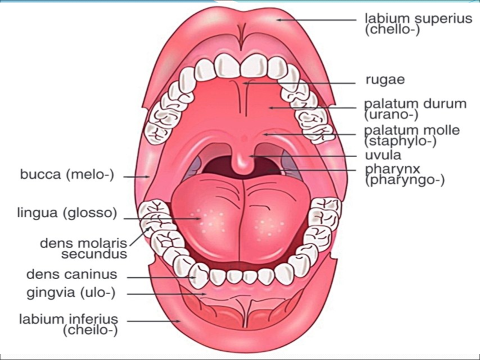 labium superius
(chello-)
rugae
palatum durum
(urano-)
palatum molle
(staphylo-)
uvula
pharynx
(pharyngo-)
bucca (melo-)
lingua (glosso)
dens molaris
secundus
dens caninus
gingvia (ulo-)
labium inferius
(cheilo-)